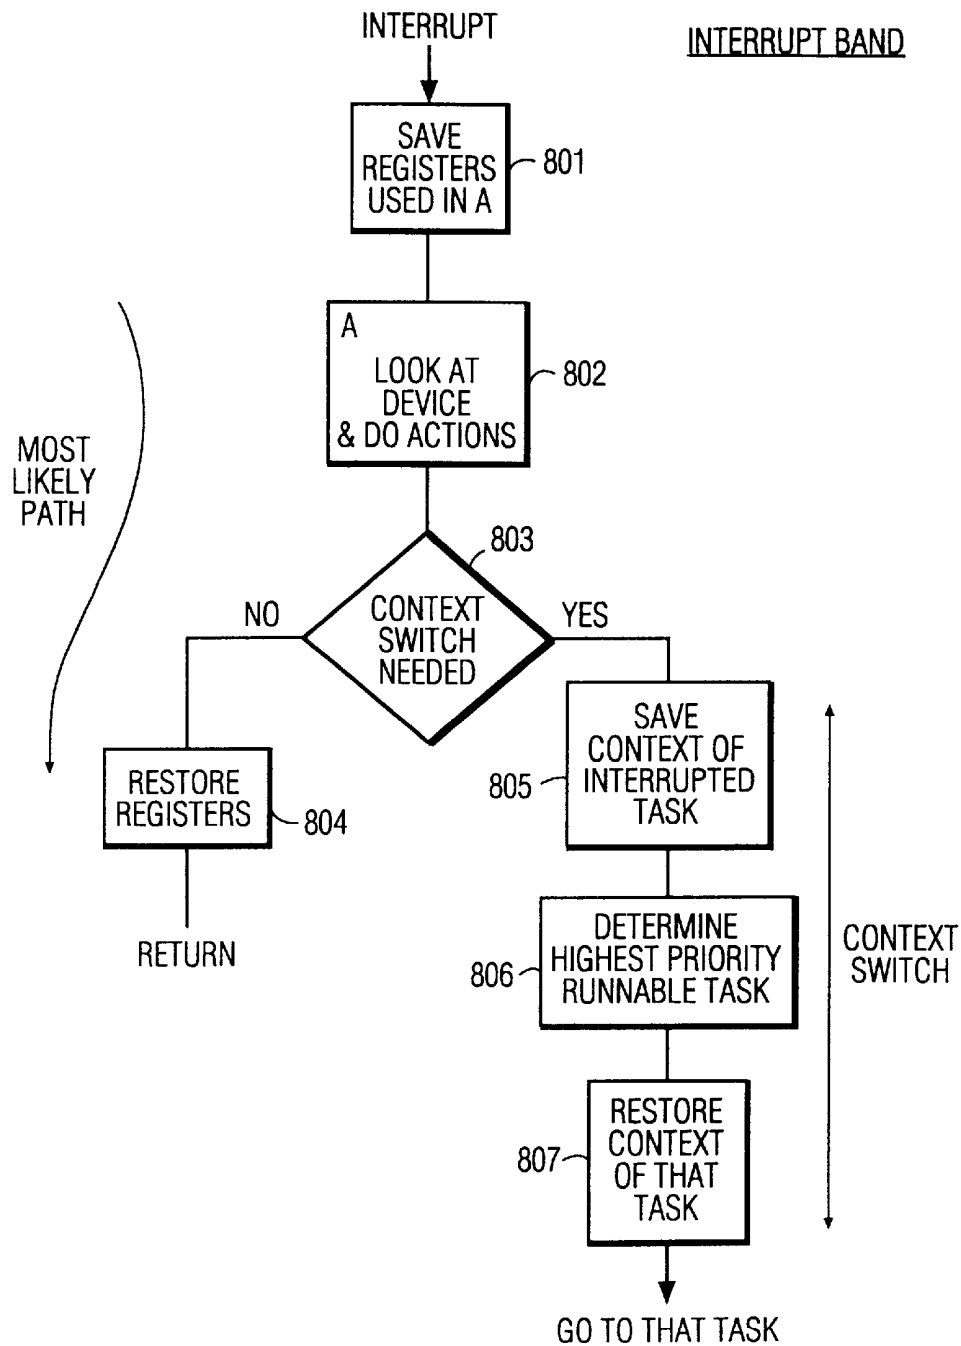 INTERRUPT
INTERRUPT BAND
SAVE
REGISTERS
USED IN A
801
A
LOOK AT
DEVICE
& DO ACTIONS
802
MOST
LIKELY
PATH
803
NO
CONTEXT
SWITCH
NEEDED
YES
RESTORE
REGISTERS
804
RETURN
SAVE
CONTEXT OF
INTERRUPTED
TASK
805
DETERMINE
HIGHEST PRIORITY
RUNNABLE TASK
806
CONTEXT
SWITCH
RESTORE
CONTEXT
OF THAT
TASK
807
GO TO THAT TASK